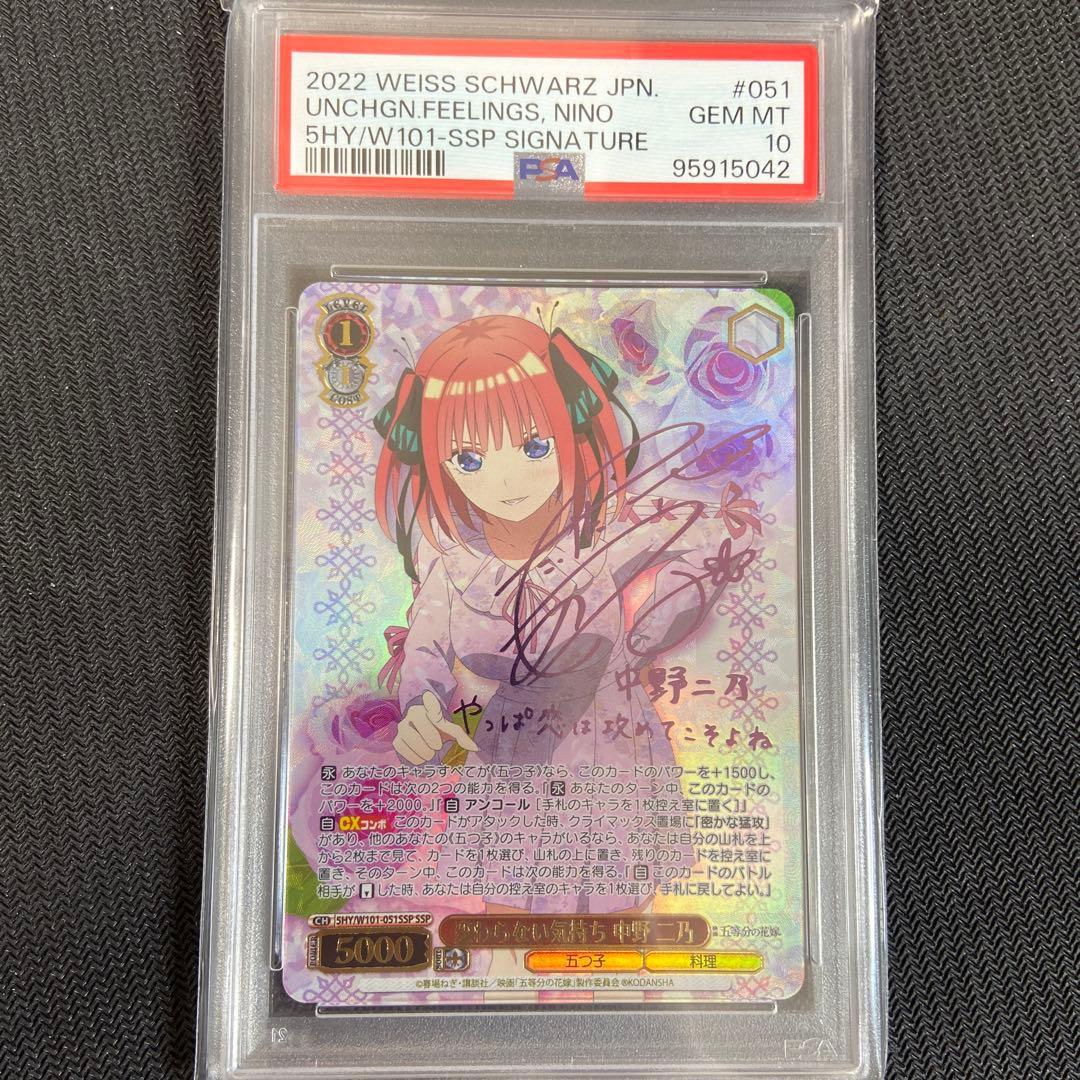 2022 WEISS SCHWARZ JPN. #051
UNCHGN.FEELINGS, NINO GEM MT
5HY/W101-SSP SIGNATURE 10
PSA 95915042
LEVEL
1
1
COST
中野二乃
やっぱ恋は攻めてこそよね
永 あなたのキャラすべてが《五つ子》なら、このカードのパワーを+1500し、
このカードは次の2つの能力を得る。『永 あなたのターン中、このカードの
パワーを+2000。』『自 アンコール [手札のキャラを1枚控え室に置く]』
自 CXコンボ このカードがアタックした時、クライマックス置場に「密かな猛攻」
があり、他のあなたの《五つ子》のキャラがいるなら、あなたは自分の山札を上
から2枚まで見て、カードを1枚選び、山札の上に置き、残りのカードを控え室に
置き、そのターン中、このカードは次の能力を得る。『自 このカードのバトル
相手が した時、あなたは自分の控え室のキャラを1枚選び、手札に戻してよい。』
CH 5HY/W101-051SSP SSP
変わらない気持ち 中野 二乃
映画 五等分の花嫁
POWER 5000 SOUL
五つ子 料理
©春場ねぎ・講談社／映画「五等分の花嫁」製作委員会 ®KODANSHA